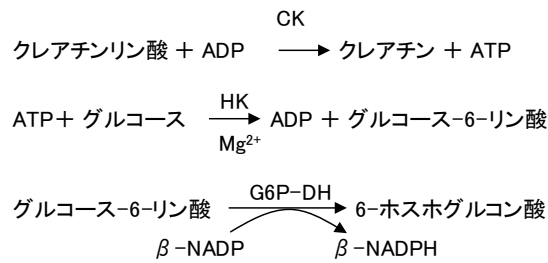 CK
クレアチンリン酸 + ADP → クレアチン + ATP
HK
ATP+ グルコース → ADP + グルコース-6-リン酸
Mg²⁺
G6P-DH
グルコース-6-リン酸 → 6-ホスホグルコン酸
β-NADP β-NADPH